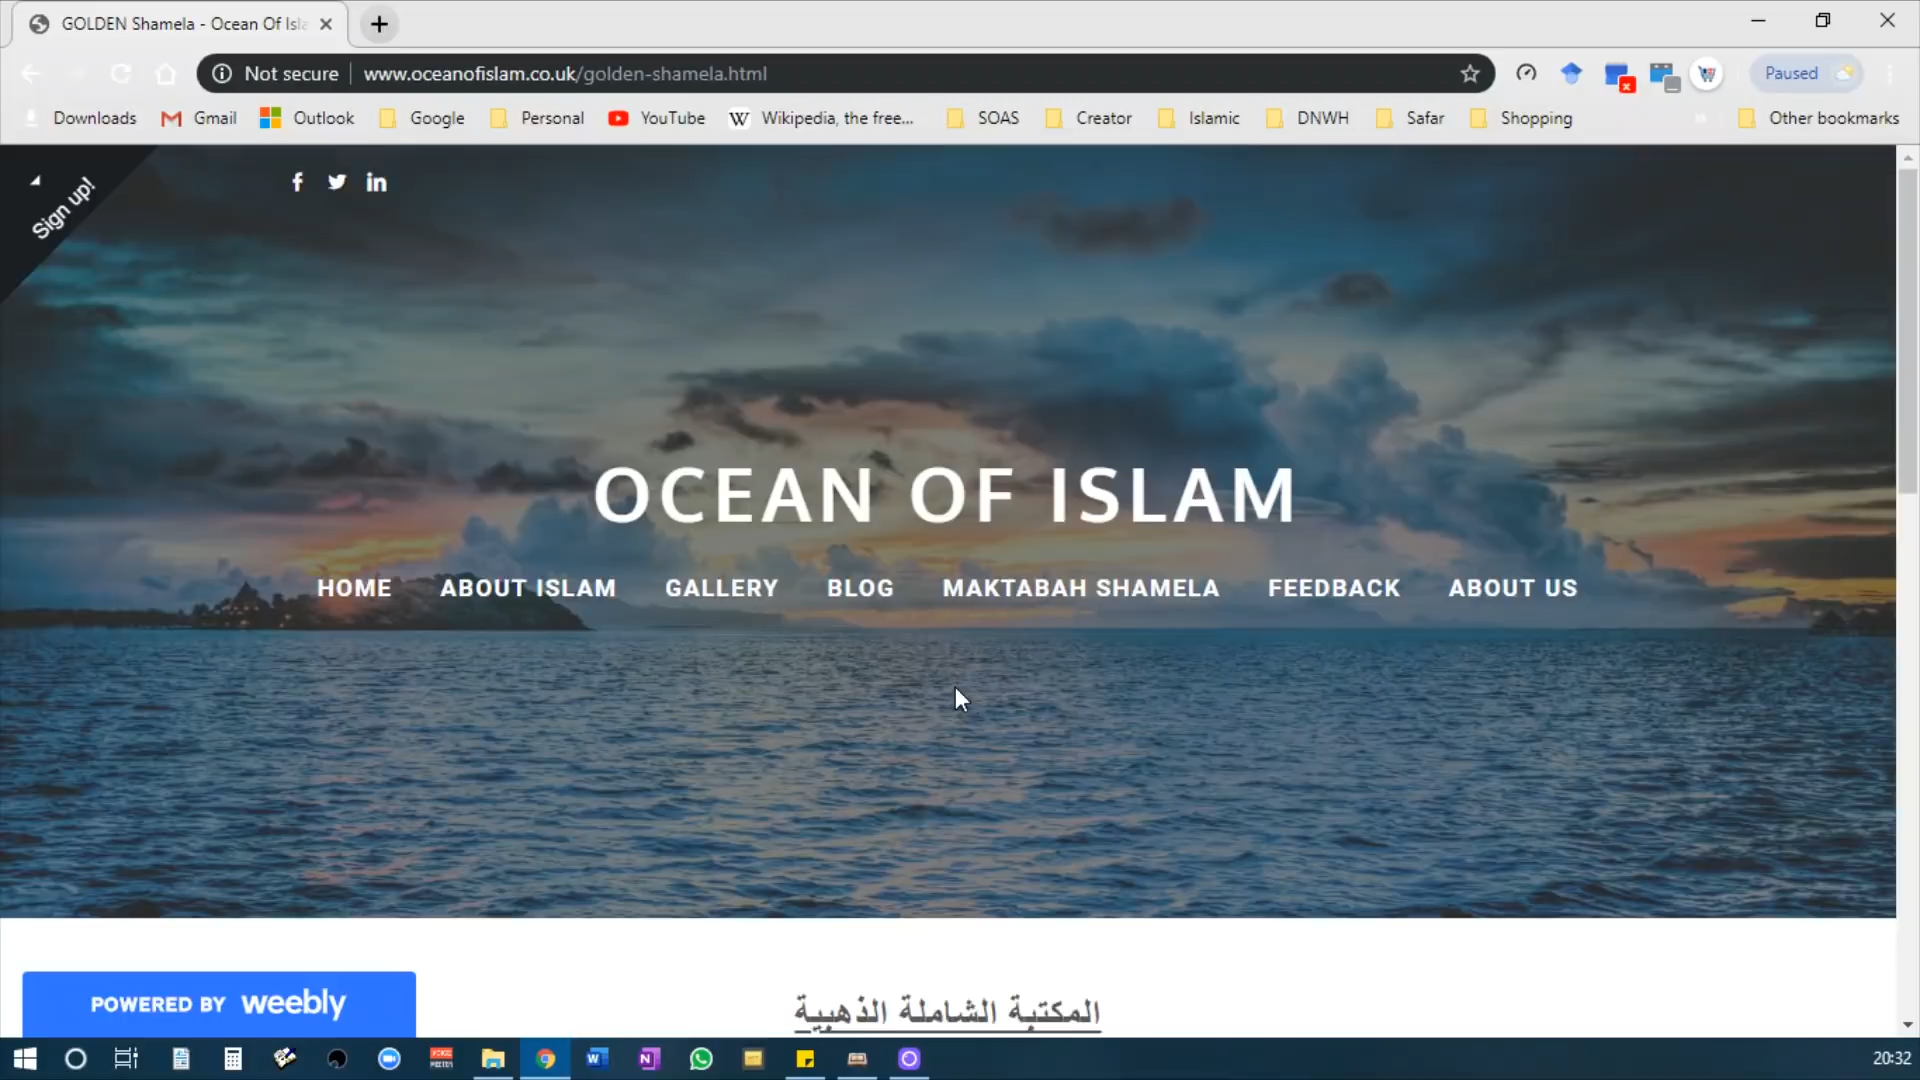 GOLDEN Shamela - Ocean Of Isla
Not secure
www.oceanofislam.co.uk/golden-shamela.html
Paused
Downloads
Gmail
Outlook
Google
Personal
YouTube
Wikipedia, the free...
SOAS
Creator
Islamic
DNWH
Safar
Shopping
Other bookmarks
Sign up!
OCEAN OF ISLAM
HOME
ABOUT ISLAM
GALLERY
BLOG
MAKTABAH SHAMELA
FEEDBACK
ABOUT US
POWERED BY weebly
المكتبة الشاملة الذهبية
20:32